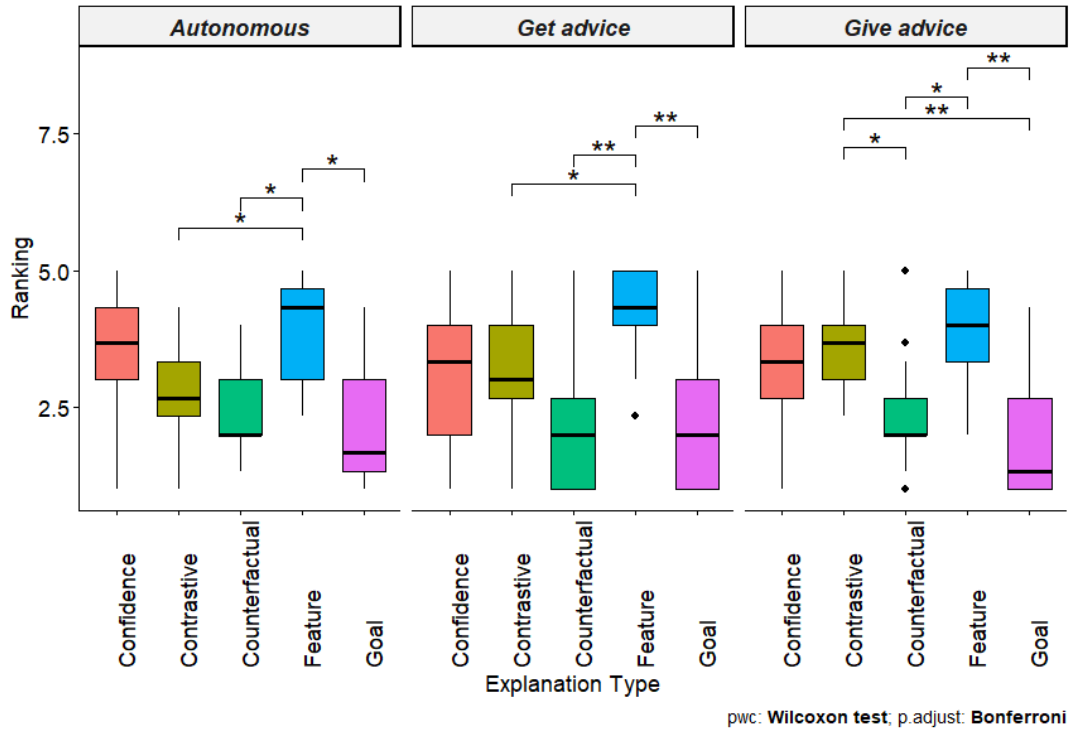 Autonomous Get advice Give advice
** 
* **
** *
7.5 *
* **
* *
*
5.0
2.5
Ranking
Confidence Contrastive Counterfactual Feature Goal Confidence Contrastive Counterfactual Feature Goal Confidence Contrastive Counterfactual Feature Goal
Explanation Type
pwc: Wilcoxon test; p.adjust: Bonferroni